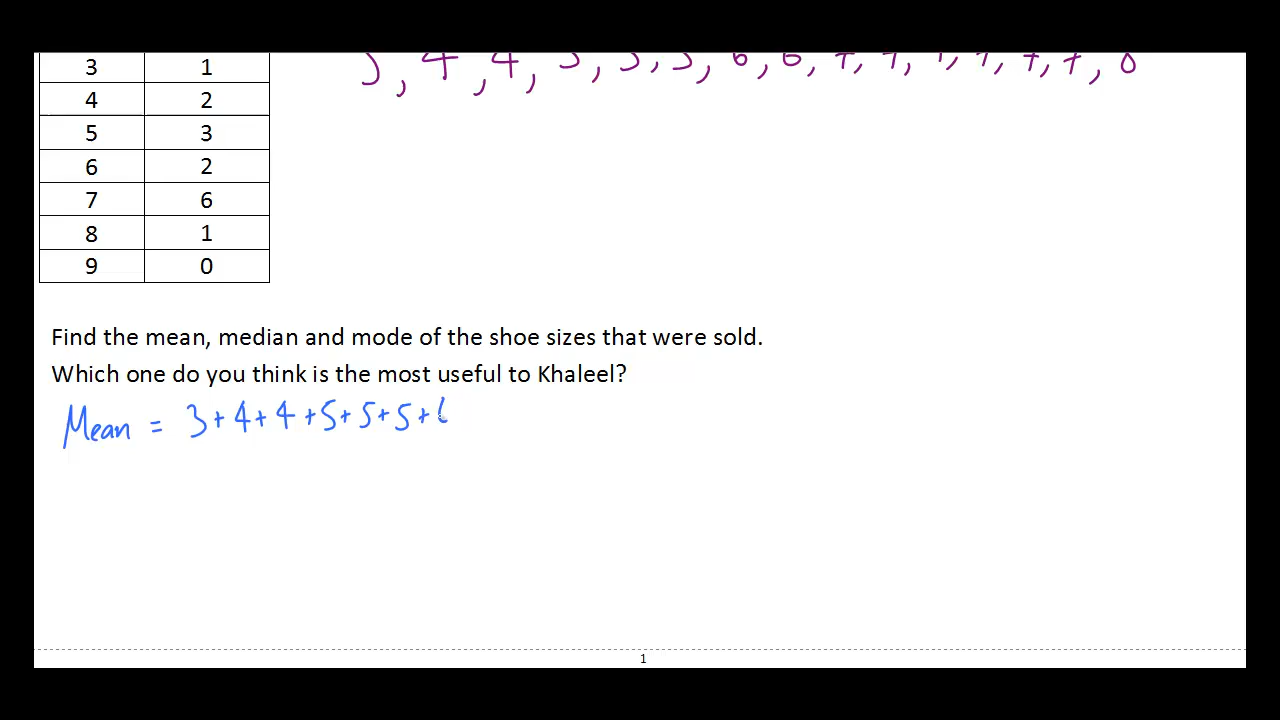 3 1
4 2
5 3
6 2
7 6
8 1
9 0
Find the mean, median and mode of the shoe sizes that were sold.
Which one do you think is the most useful to Khaleel?
Mean = 3+4+4+5+5+5+6
1